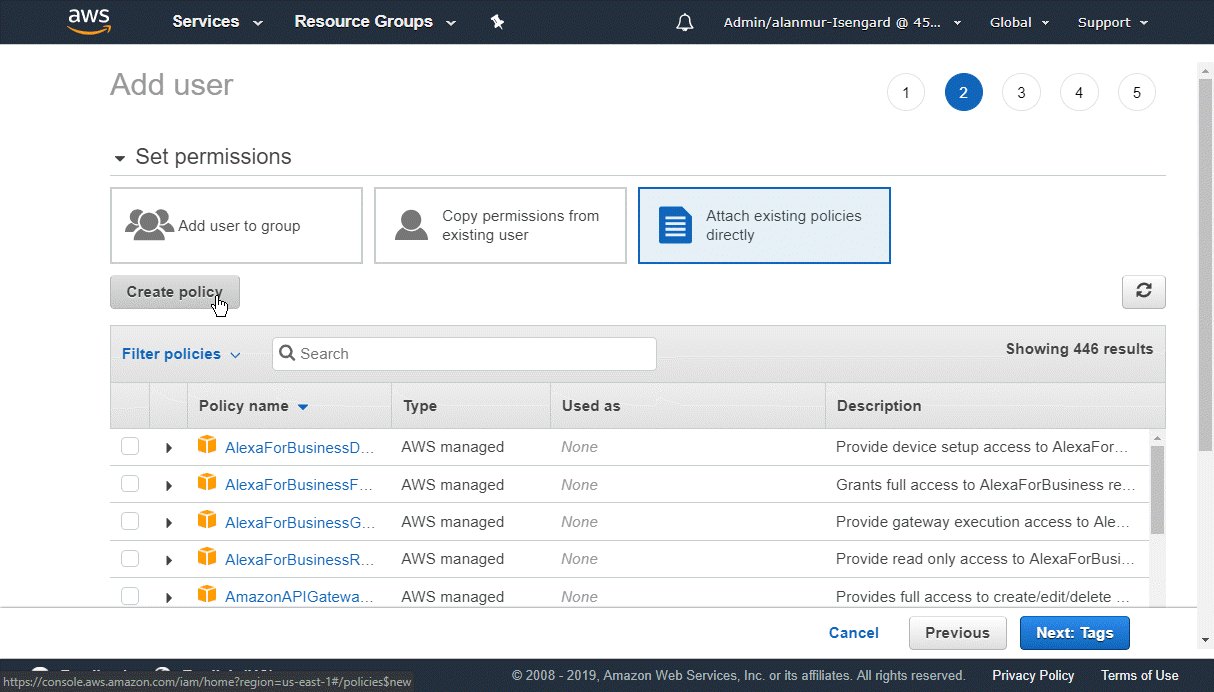 aws Services Resource Groups Admin/alanmur-Isengard @ 45... Global Support
Add user 1 2 3 4 5
Set permissions
Add user to group
Copy permissions from
existing user
Attach existing policies
directly
Create policy
Filter policies Search Showing 446 results
Policy name Type Used as Description
AlexaForBusinessD... AWS managed None Provide device setup access to AlexaFor...
AlexaForBusinessF... AWS managed None Grants full access to AlexaForBusiness re...
AlexaForBusinessG... AWS managed None Provide gateway execution access to Ale...
AlexaForBusinessR... AWS managed None Provide read only access to AlexaForBusi...
AmazonAPIGatewa... AWS managed None Provides full access to create/edit/delete ...
Cancel Previous Next: Tags
© 2008 - 2019, Amazon Web Services, Inc. or its affiliates. All rights reserved. Privacy Policy Terms of Use
https://console.aws.amazon.com/iam/home?region=us-east-1#/policies$new